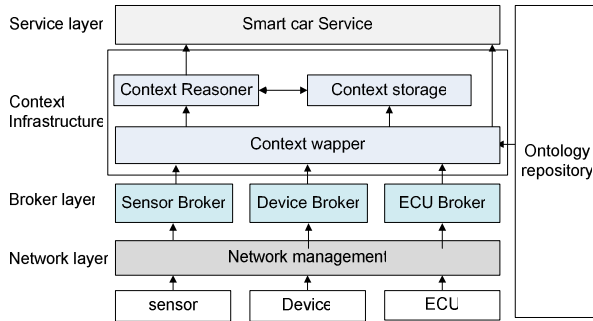 Service layer
Smart car Service
Context Reasoner
Context storage
Context
Infrastructure
Context wapper
Ontology
repository
Broker layer
Sensor Broker
Device Broker
ECU Broker
Network layer
Network management
sensor
Device
ECU